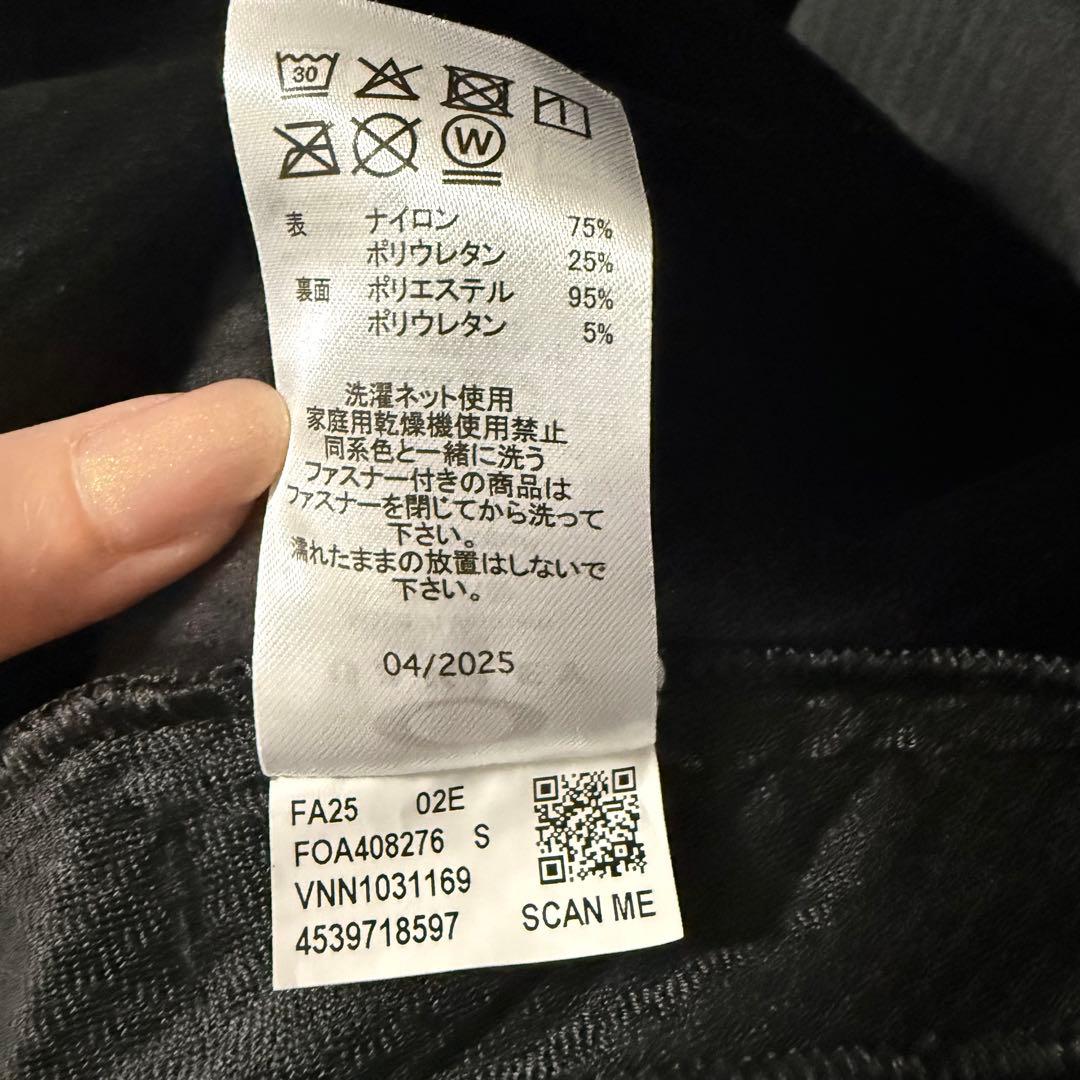 30
W
表 ナイロン 75%
ポリウレタン 25%
裏面 ポリエステル 95%
ポリウレタン 5%
洗濯ネット使用
家庭用乾燥機使用禁止
同系色と一緒に洗う
ファスナー付きの商品は
ファスナーを閉じてから洗って
下さい。
濡れたままの放置はしないで
下さい。
04/2025
FA25 02E
FOA408276 S
VNN1031169
4539718597
SCAN ME